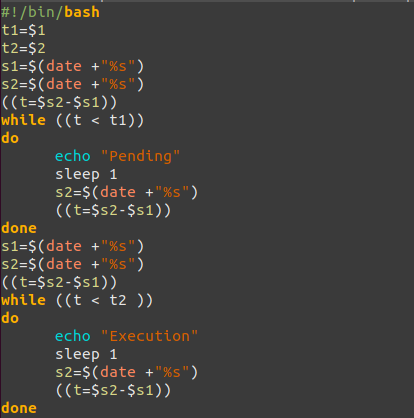 #!/bin/bash
t1=$1
t2=$2
s1=$(date +"%s")
s2=$(date +"%s")
((t=$s2-$s1))
while ((t < t1))
do
      echo "Pending"
      sleep 1
      s2=$(date +"%s")
      ((t=$s2-$s1))
done
s1=$(date +"%s")
s2=$(date +"%s")
((t=$s2-$s1))
while ((t < t2 ))
do
      echo "Execution"
      sleep 1
      s2=$(date +"%s")
      ((t=$s2-$s1))
done